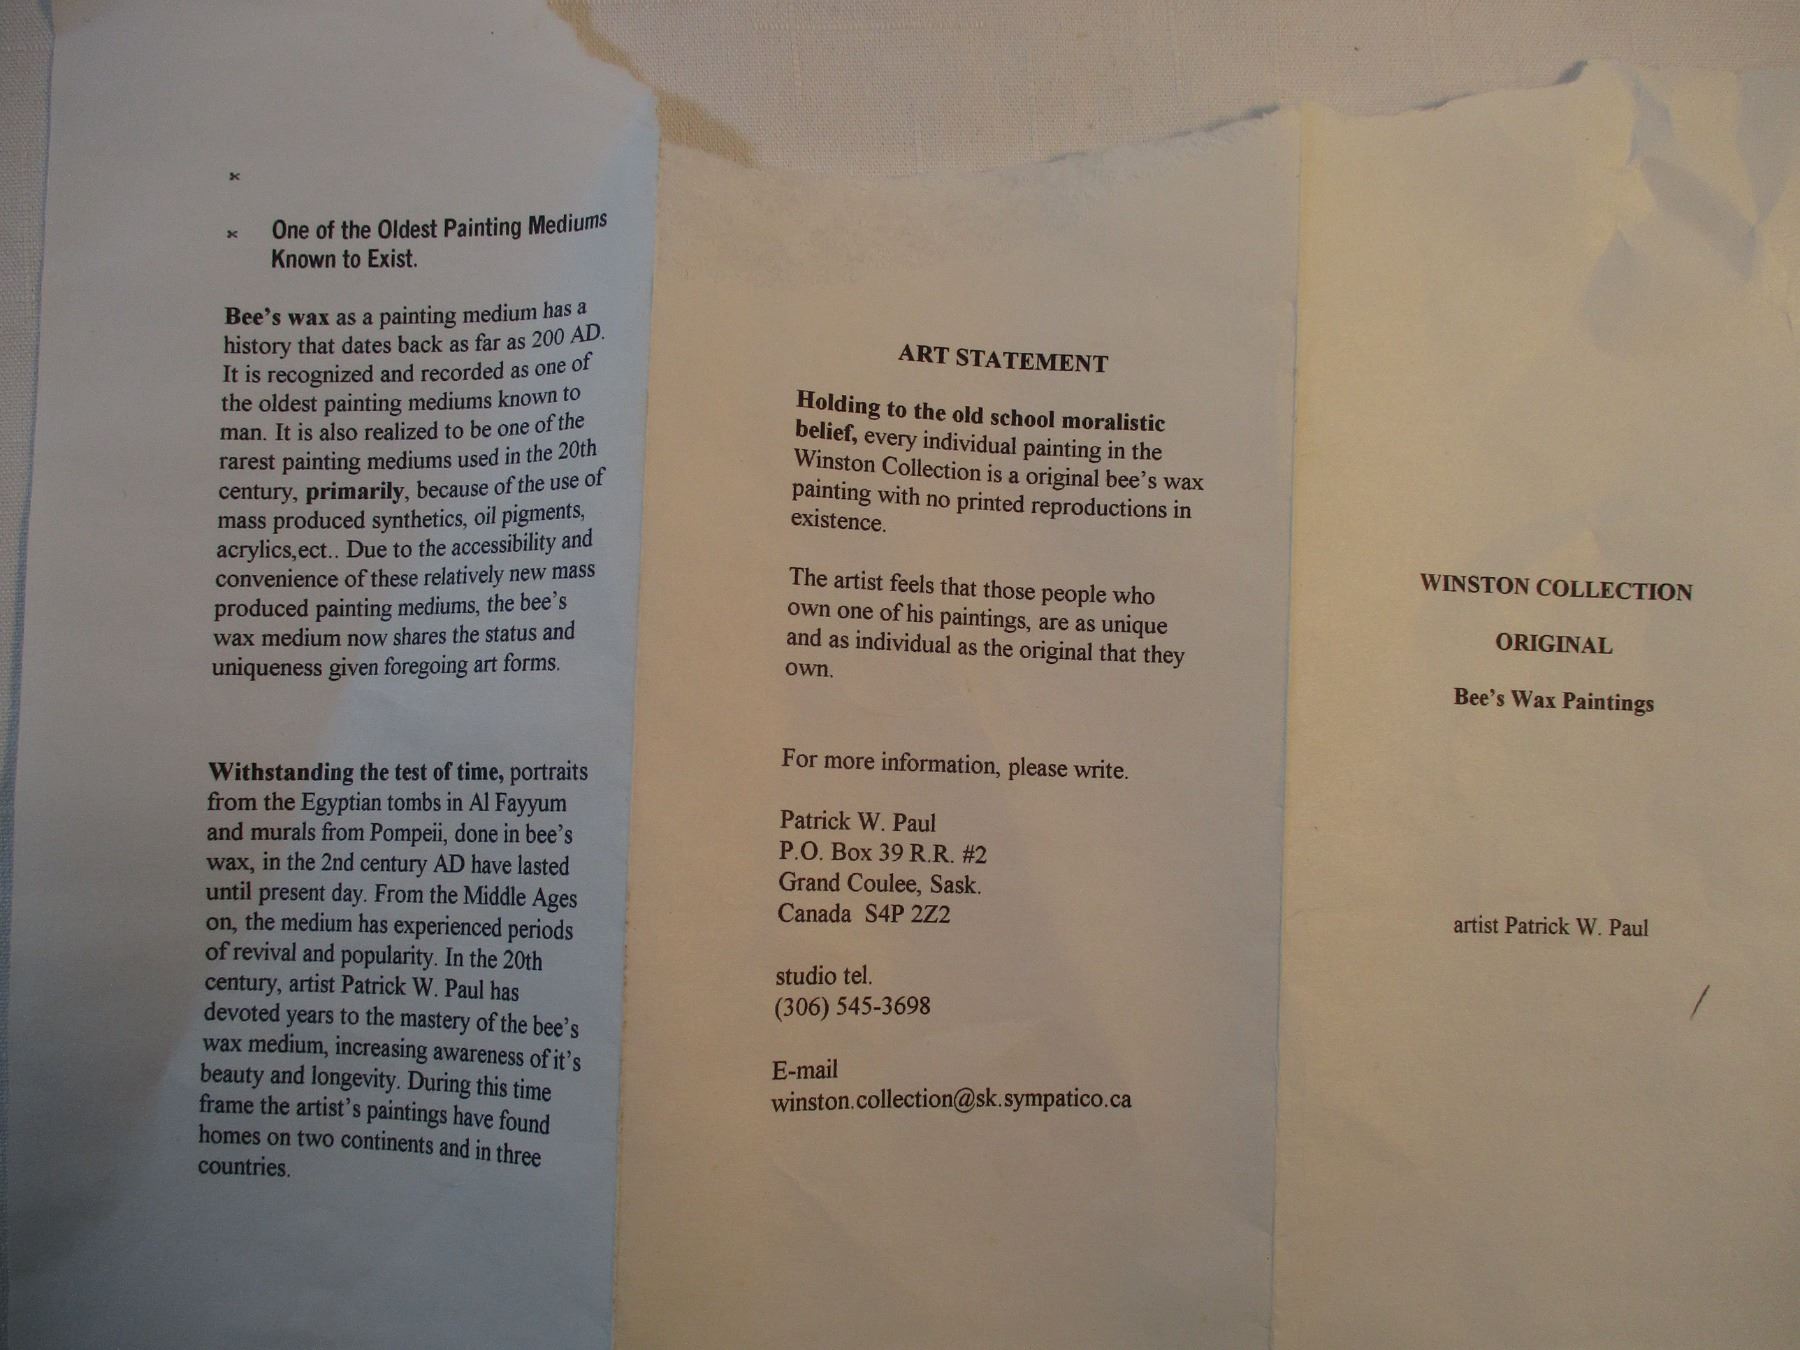 One of the Oldest Painting Mediums
Known to Exist.
Bee's wax as a painting medium has a
history that dates back as far as 200 AD.
It is recognized and recorded as one of
the oldest painting mediums known to
man. It is also realized to be one of the
rarest painting mediums used in the 20th
century, primarily, because of the use of
mass produced synthetics, oil pigments,
acrylics,ect.. Due to the accessibility and
convenience of these relatively new mass
produced painting mediums, the bee's
wax medium now shares the status and
uniqueness given foregoing art forms.
Withstanding the test of time, portraits
from the Egyptian tombs in Al Fayyum
and murals from Pompeii, done in bee's
wax, in the 2nd century AD have lasted
until present day. From the Middle Ages
on, the medium has experienced periods
of revival and popularity. In the 20th
century, artist Patrick W. Paul has
devoted years to the mastery of the bee's
wax medium, increasing awareness of it's
beauty and longevity. During this time
frame the artist's paintings have found
homes on two continents and in three
countries.
ART STATEMENT
Holding to the old school moralistic
belief, every individual painting in the
Winston Collection is a original bee's wax
painting with no printed reproductions in
existence.
The artist feels that those people who
own one of his paintings, are as unique
and as individual as the original that they
own.
For more information, please write.
Patrick W. Paul
P.O. Box 39 R.R. #2
Grand Coulee, Sask.
Canada  S4P 2Z2
studio tel.
(306) 545-3698
E-mail
winston.collection@sk.sympatico.ca
WINSTON COLLECTION
ORIGINAL
Bee's Wax Paintings
artist Patrick W. Paul